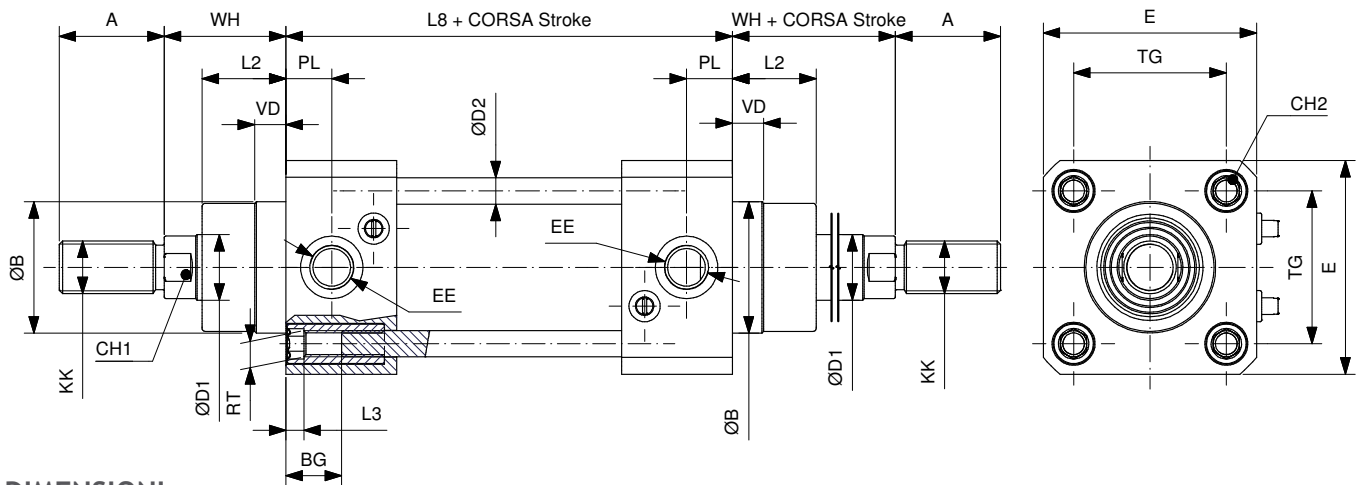 A
WH
L8 + CORSA Stroke
WH + CORSA Stroke
A
E
L2
PL
PL
L2
TG
VD
VD
CH2
ØD2
ØB
EE
EE
TG
E
CH1
KK
ØD1
RT
L3
BG
ØB
ØD1
KK
DIMENSIONI